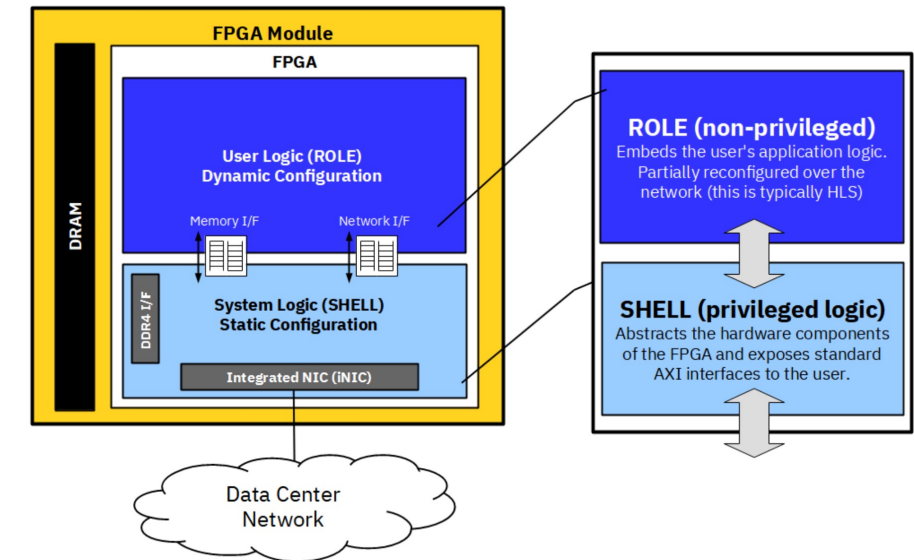 FPGA Module
FPGA
DRAM
User Logic (ROLE)
Dynamic Configuration
Memory I/F
Network I/F
DDR4 I/F
System Logic (SHELL)
Static Configuration
Integrated NIC (iNIC)
Data Center
Network
ROLE (non-privileged)
Embeds the user's application logic.
Partially reconfigured over the
network (this is typically HLS)
SHELL (privileged logic)
Abstracts the hardware components
of the FPGA and exposes standard
AXI interfaces to the user.